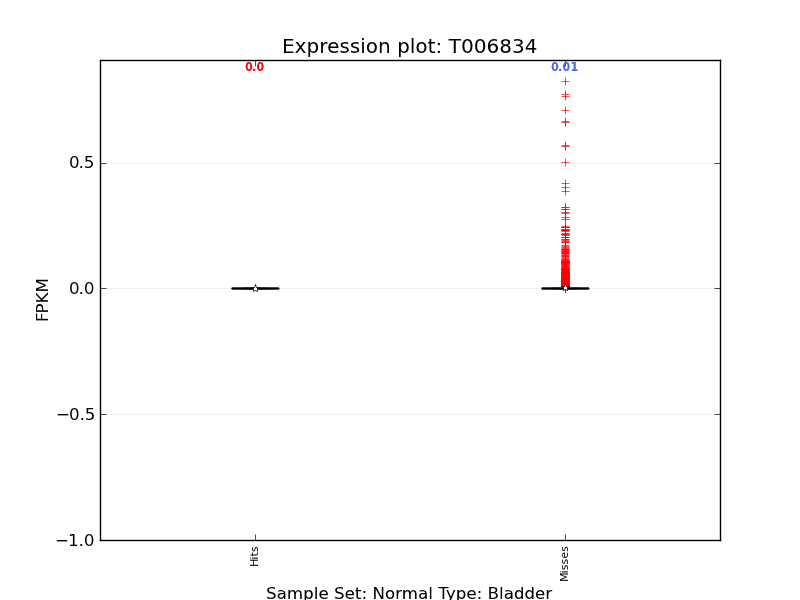 Expression plot: T006834
0.0
0.01
0.5
0.0
−0.5
−1.0
FPKM
Hits
Misses
Sample Set: Normal Type: Bladder